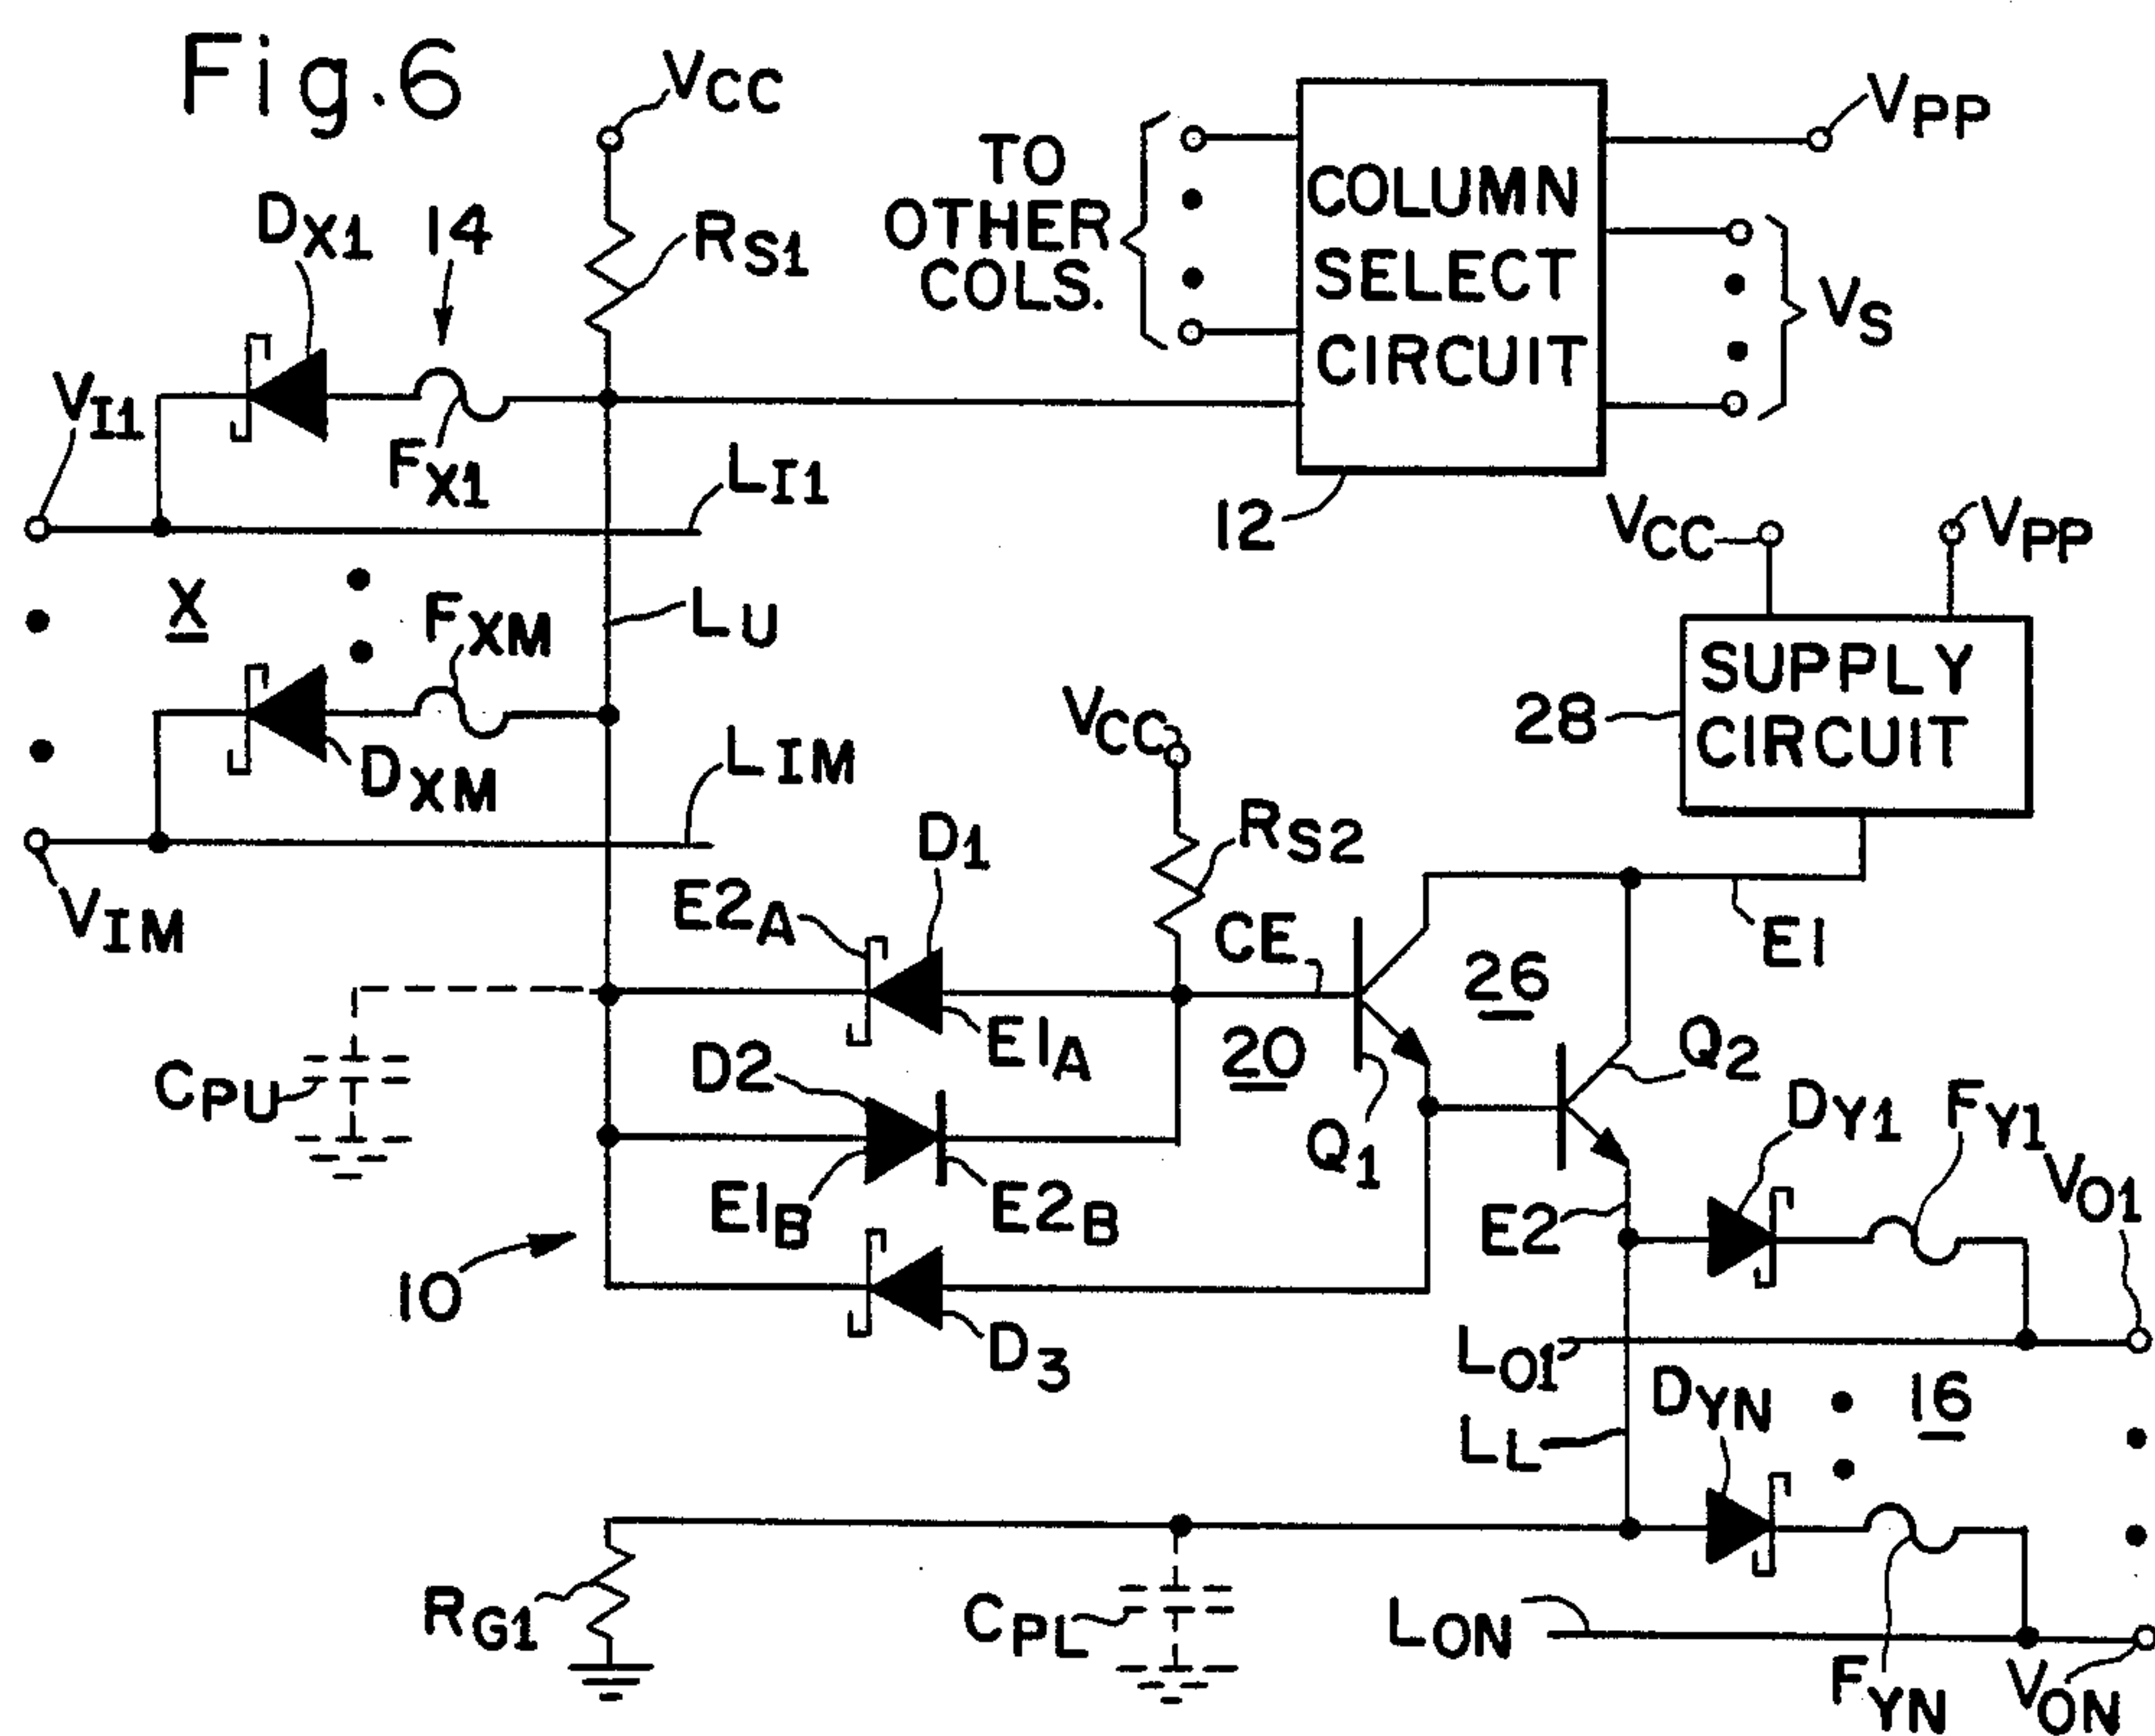 Fig.6
VCC
TO
OTHER
COLS.
COLUMN
SELECT
CIRCUIT
VPP
VS
DX1
14
RS1
VI1
FX1
LI1
12
VCC
VPP
X
FXM
LU
SUPPLY
CIRCUIT
28
DXM
LIM
VCC
VIM
RS2
D1
E2A
CE
E1
26
E1A
20
Q2
CPU
D2
Q1
DY1
FY1
VO1
E1B
E2B
E2
10
D3
LO1
DYN
16
LL
RG1
CPL
LON
FYN
VON